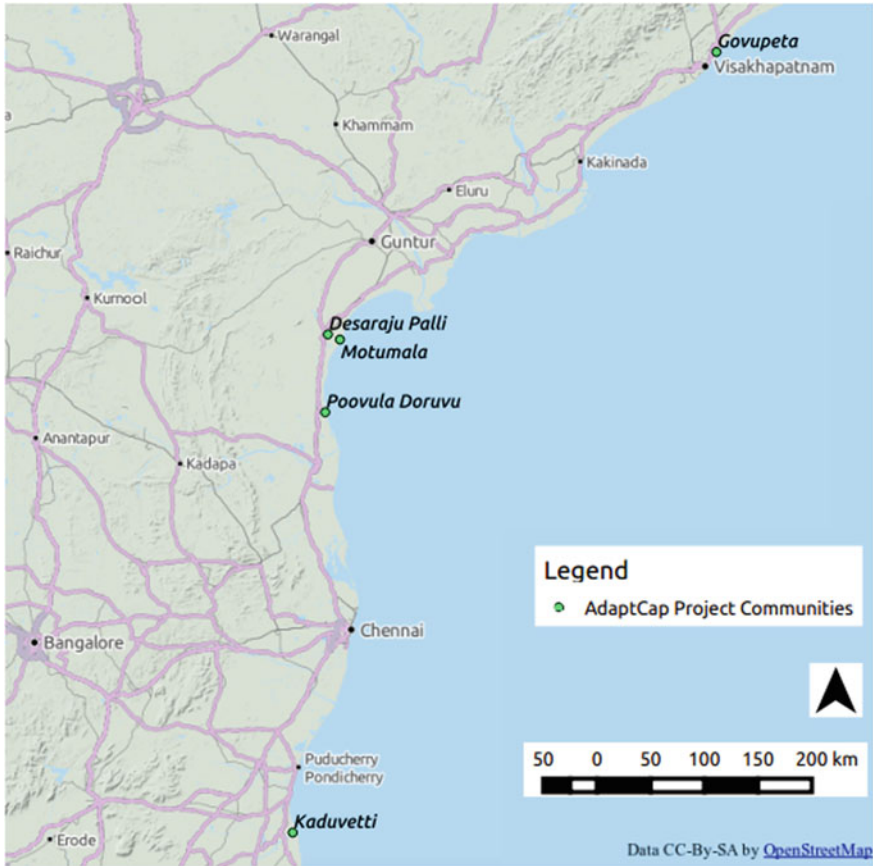 Govupeta
Warangal
Visakhapatnam
a
Khammam
Kakinada
Eluru
Guntur
Raichur
Kurnool
Desaraju Palli
Motumala
Poovula Doruvu
Anantapur
Kadapa
Legend
AdaptCap Project Communities
Chennai
Bangalore
50 0 50 100 150 200 km
Puducherry
Pondicherry
Kaduvetti
Erode
Data CC-By-SA by OpenStreetMap